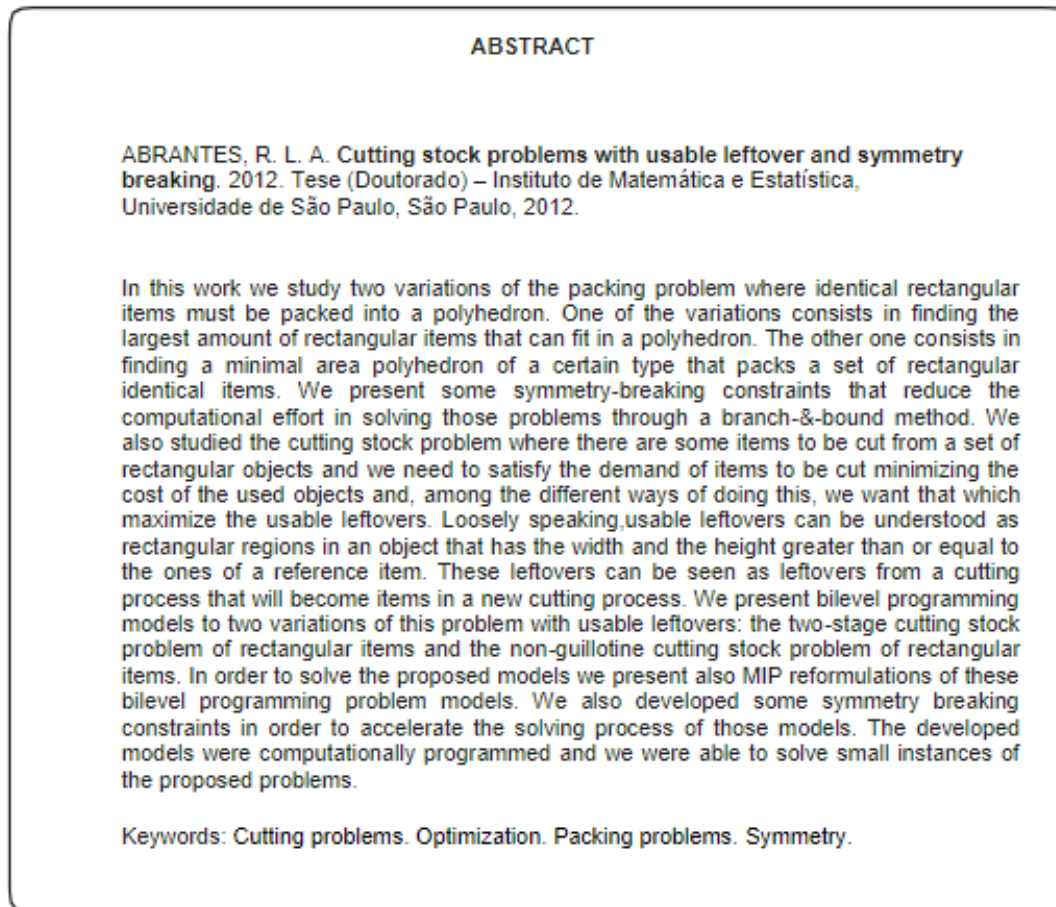 ABSTRACT
ABRANTES, R. L. A. Cutting stock problems with usable leftover and symmetry
breaking. 2012. Tese (Doutorado) – Instituto de Matemática e Estatística,
Universidade de São Paulo, São Paulo, 2012.
In this work we study two variations of the packing problem where identical rectangular
items must be packed into a polyhedron. One of the variations consists in finding the
largest amount of rectangular items that can fit in a polyhedron. The other one consists in
finding a minimal area polyhedron of a certain type that packs a set of rectangular
identical items. We present some symmetry-breaking constraints that reduce the
computational effort in solving those problems through a branch-&-bound method. We
also studied the cutting stock problem where there are some items to be cut from a set of
rectangular objects and we need to satisfy the demand of items to be cut minimizing the
cost of the used objects and, among the different ways of doing this, we want that which
maximize the usable leftovers. Loosely speaking,usable leftovers can be understood as
rectangular regions in an object that has the width and the height greater than or equal to
the ones of a reference item. These leftovers can be seen as leftovers from a cutting
process that will become items in a new cutting process. We present bilevel programming
models to two variations of this problem with usable leftovers: the two-stage cutting stock
problem of rectangular items and the non-guillotine cutting stock problem of rectangular
items. In order to solve the proposed models we present also MIP reformulations of these
bilevel programming problem models. We also developed some symmetry breaking
constraints in order to accelerate the solving process of those models. The developed
models were computationally programmed and we were able to solve small instances of
the proposed problems.
Keywords: Cutting problems. Optimization. Packing problems. Symmetry.